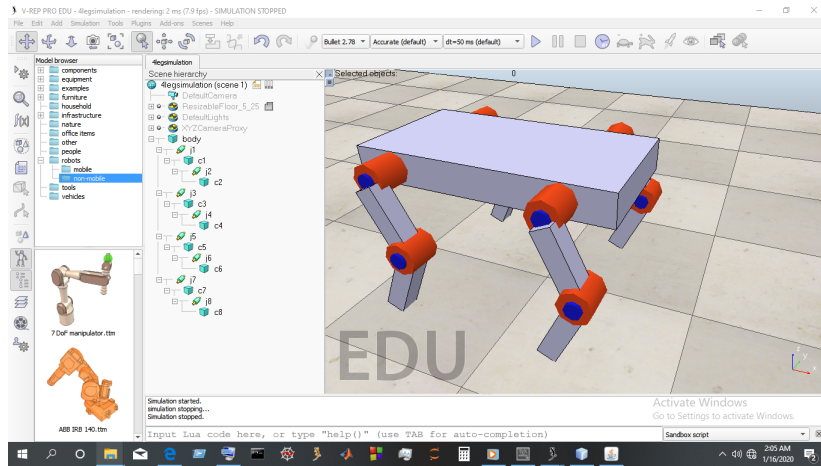 V-REP PRO EDU - 4legsimulation - rendering: 2 ms (7.9 fps) - SIMULATION STOPPED
File Edit Add Simulation Tools Plugins Add-ons Scenes Help
Bullet 2.78 Accurate (default) dt=50 ms (default)
Model browser
components
equipment
examples
furniture
household
infrastructure
nature
office items
other
people
robots
mobile
non-mobile
tools
vehicles
7 DoF manipulator.ttm
ABB IRB 140.ttm
4legsimulation
Scene hierarchy
4legsimulation (scene 1)
DefaultCamera
ResizableFloor_5_25
DefaultLights
XYZCameraProxy
body
j1
c1
j2
c2
j3
c3
j4
c4
j5
c5
j6
c6
j7
c7
j8
c8
Selected objects: 0
EDU
Simulation started.
simulation stopping...
Simulation stopped.
Activate Windows
Go to Settings to activate Windows.
Input Lua code here, or type "help()" (use TAB for auto-completion)
Sandbox script
2:05 AM
1/16/2020